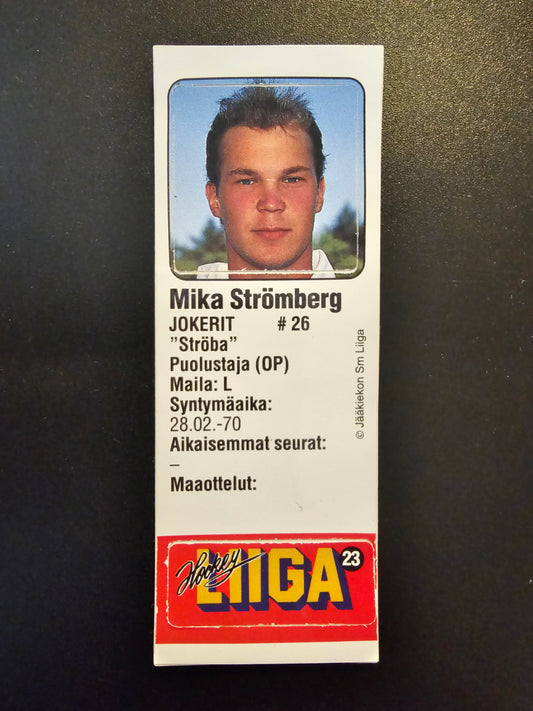 Mika Strömberg
JOKERIT # 26
”Ströba”
Puolustaja (OP)
Maila: L
Syntymäaika:
28.02.-70
Aikaisemmat seurat:
–
Maaottelut:
© Jääkiekon Sm Liiga
Hockey LIIGA 23